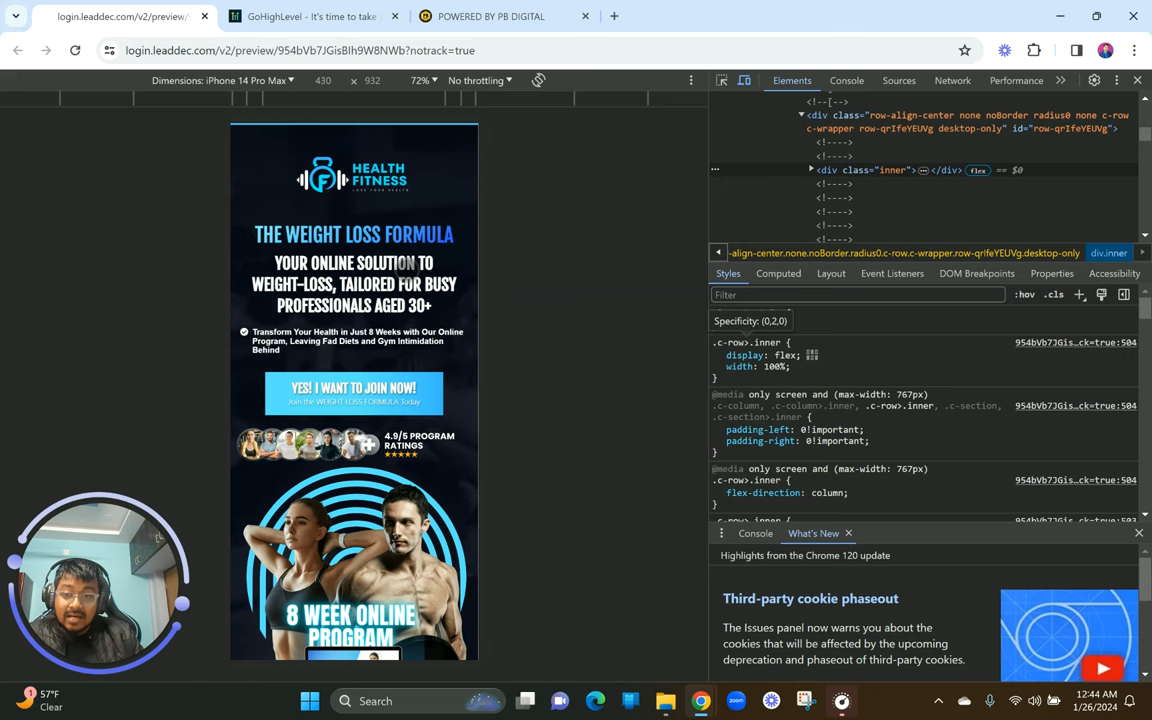 login.leaddec.com/v2/preview/
GoHighLevel - It's time to take
POWERED BY PB DIGITAL
login.leaddec.com/v2/preview/954bVb7JGisBIh9W8NWb?notrack=true
Dimensions: iPhone 14 Pro Max
430
×
932
72%
No throttling
Elements
Console
Sources
Network
Performance
<!--[-->
<div class="row-align-center none noBorder radius0 none c-row
c-wrapper row-qrIfeYEUVg desktop-only" id="row-qrIfeYEUVg">
<!---->
<!---->
<div class="inner">
</div>
flex
== $0
<!---->
<!---->
<!---->
<!---->
<!---->
-align-center.none.noBorder.radius0.c-row.c-wrapper.row-qrIfeYEUVg.desktop-only
div.inner
Styles
Computed
Layout
Event Listeners
DOM Breakpoints
Properties
Accessibility
Filter
:hov
.cls
Specificity: (0,2,0)
.c-row>.inner {
954bVb7JGis…ck=true:504
display: flex;
width: 100%;
}
@media only screen and (max-width: 767px)
.c-column, .c-column>.inner, .c-row>.inner, .c-section,
954bVb7JGis…ck=true:504
.c-section>.inner {
padding-left: 0!important;
padding-right: 0!important;
}
@media only screen and (max-width: 767px)
.c-row>.inner {
954bVb7JGis…ck=true:504
flex-direction: column;
}
Console
What's New
Highlights from the Chrome 120 update
Third-party cookie phaseout
The Issues panel now warns you about the
cookies that will be affected by the upcoming
deprecation and phaseout of third-party cookies.
HEALTH
FITNESS
LOVE YOUR HEALTH
THE WEIGHT LOSS FORMULA
YOUR ONLINE SOLUTION TO
WEIGHT-LOSS, TAILORED FOR BUSY
PROFESSIONALS AGED 30+
Transform Your Health in Just 8 Weeks with Our Online
Program, Leaving Fad Diets and Gym Intimidation
Behind
YES! I WANT TO JOIN NOW!
Join the WEIGHT LOSS FORMULA Today
4.9/5 PROGRAM
RATINGS
8 WEEK ONLINE
PROGRAM
1
57°F
Clear
Search
zoom
12:44 AM
1/26/2024